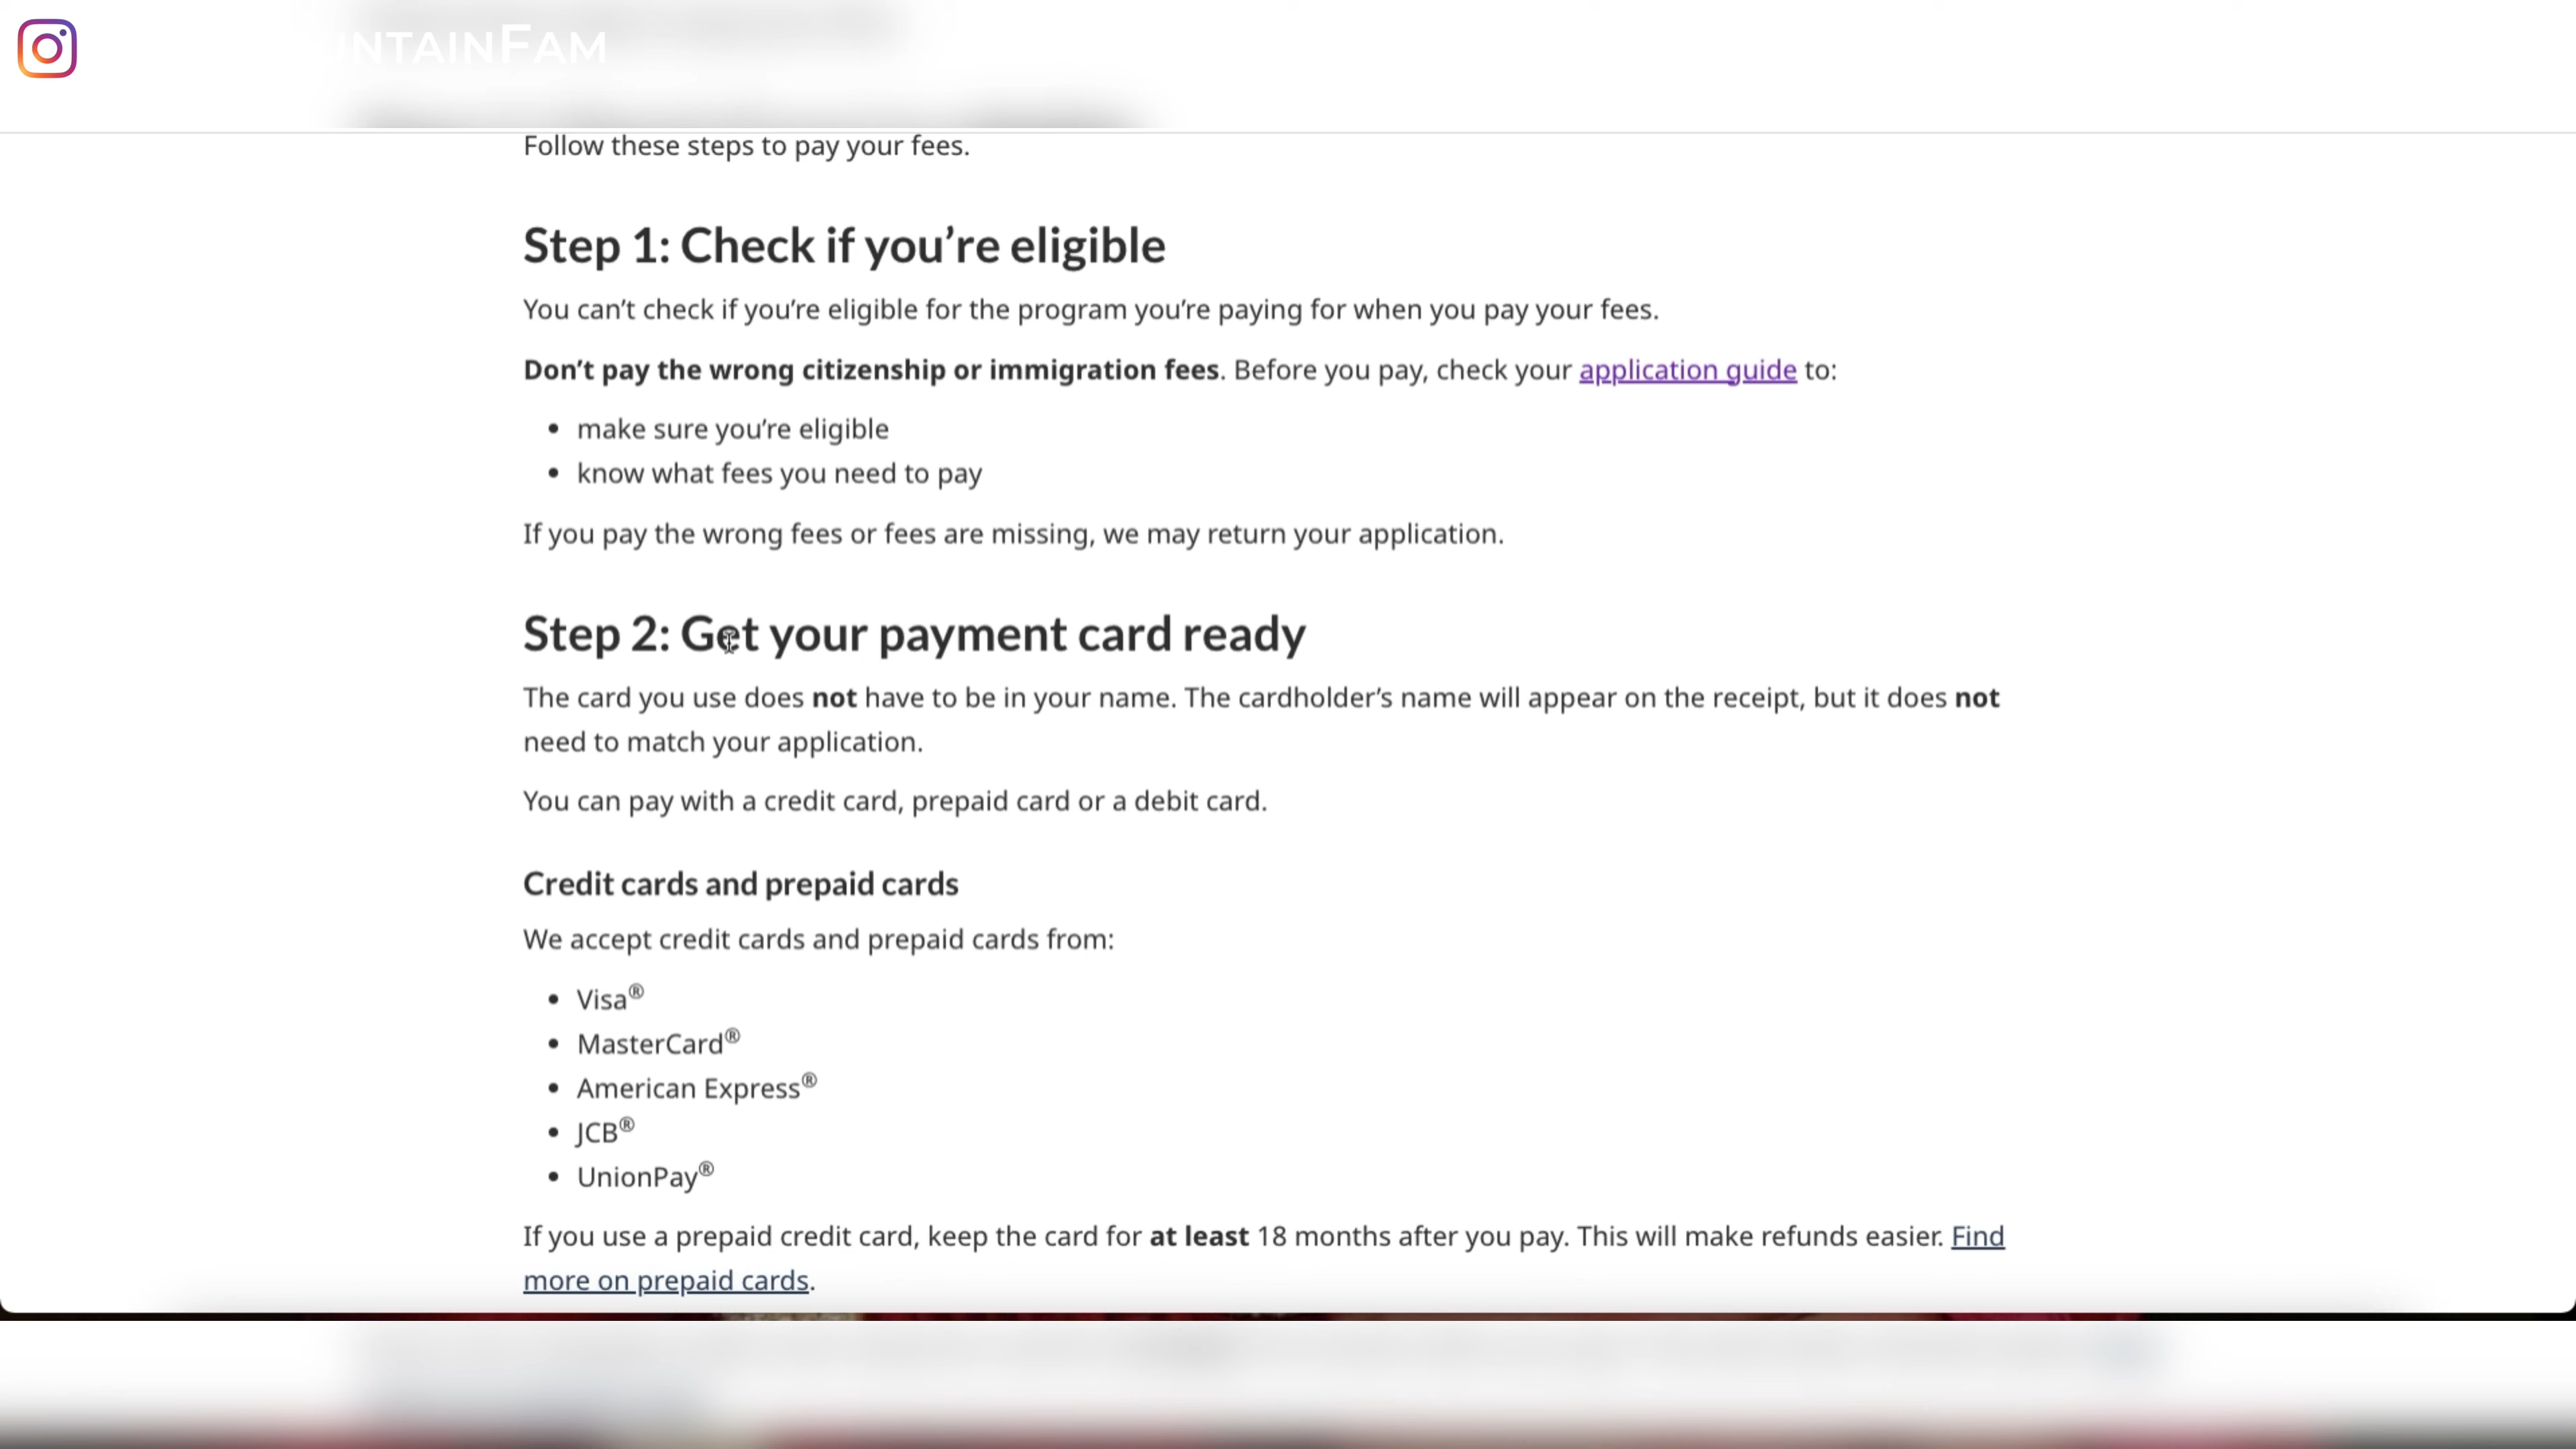 NTAINFAM
Follow these steps to pay your fees.
Step 1: Check if you’re eligible
You can’t check if you’re eligible for the program you’re paying for when you pay your fees.
Don’t pay the wrong citizenship or immigration fees. Before you pay, check your application guide to:
• make sure you’re eligible
• know what fees you need to pay
If you pay the wrong fees or fees are missing, we may return your application.
Step 2: Get your payment card ready
The card you use does not have to be in your name. The cardholder’s name will appear on the receipt, but it does not
need to match your application.
You can pay with a credit card, prepaid card or a debit card.
Credit cards and prepaid cards
We accept credit cards and prepaid cards from:
• Visa®
• MasterCard®
• American Express®
• JCB®
• UnionPay®
If you use a prepaid credit card, keep the card for at least 18 months after you pay. This will make refunds easier. Find
more on prepaid cards.